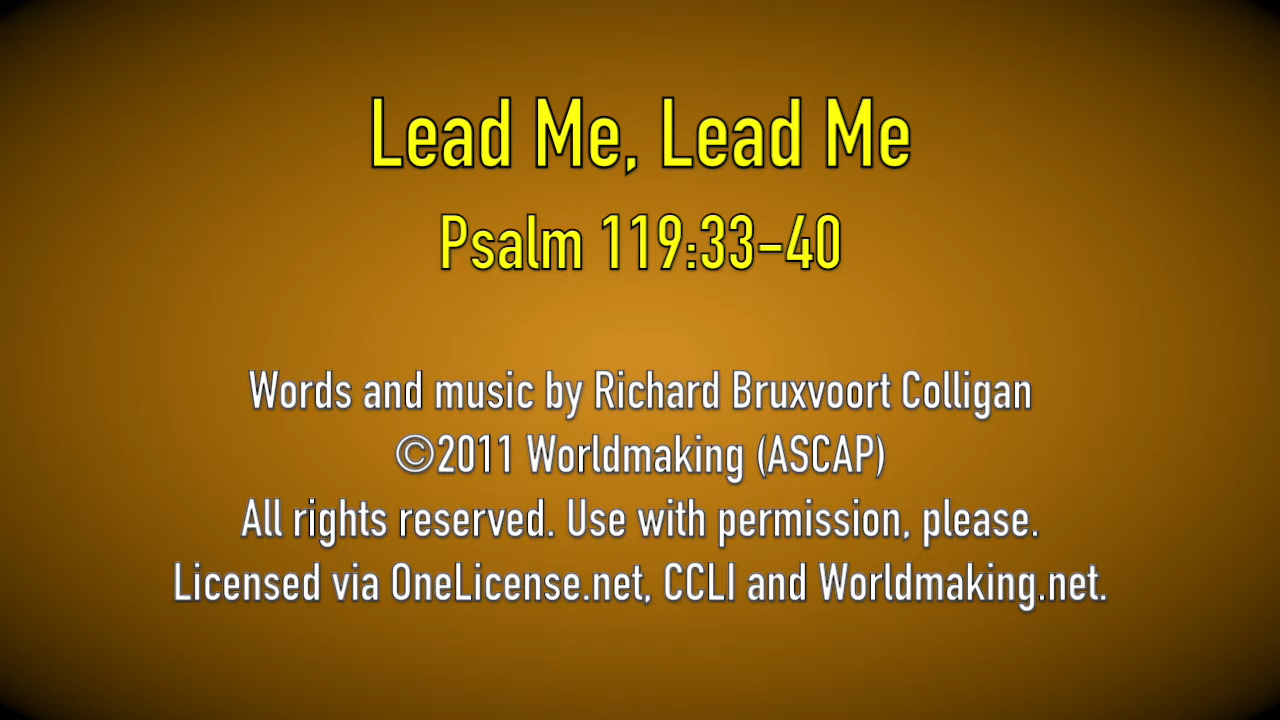 Lead Me, Lead Me
Psalm 119:33–40
Words and music by Richard Bruxvoort Colligan
©2011 Worldmaking (ASCAP)
All rights reserved. Use with permission, please.
Licensed via OneLicense.net, CCLI and Worldmaking.net.